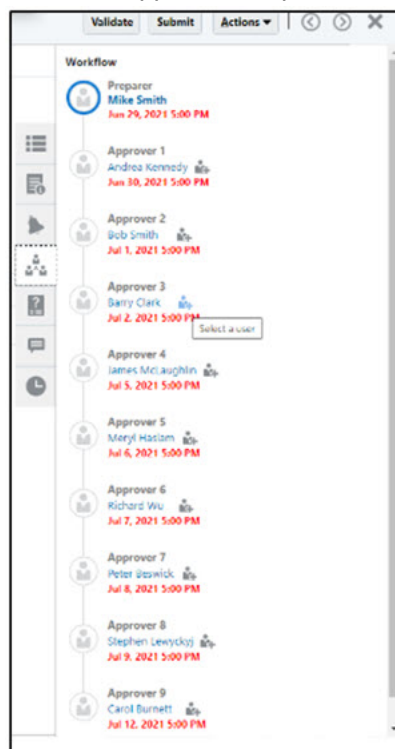 Validate Submit Actions
Workflow
Preparer
Mike Smith
Jun 29, 2021 5:00 PM
Approver 1
Andrea Kennedy
Jun 30, 2021 5:00 PM
Approver 2
Bob Smith
Jul 1, 2021 5:00 PM
Approver 3
Barry Clark
Jul 2, 2021 5:00 PM
Select a user
Approver 4
James McLaughlin
Jul 5, 2021 5:00 PM
Approver 5
Meryl Haslam
Jul 6, 2021 5:00 PM
Approver 6
Richard Wu
Jul 7, 2021 5:00 PM
Approver 7
Peter Beswick
Jul 8, 2021 5:00 PM
Approver 8
Stephen Lewyckyj
Jul 9, 2021 5:00 PM
Approver 9
Carol Burnett
Jul 12, 2021 5:00 PM